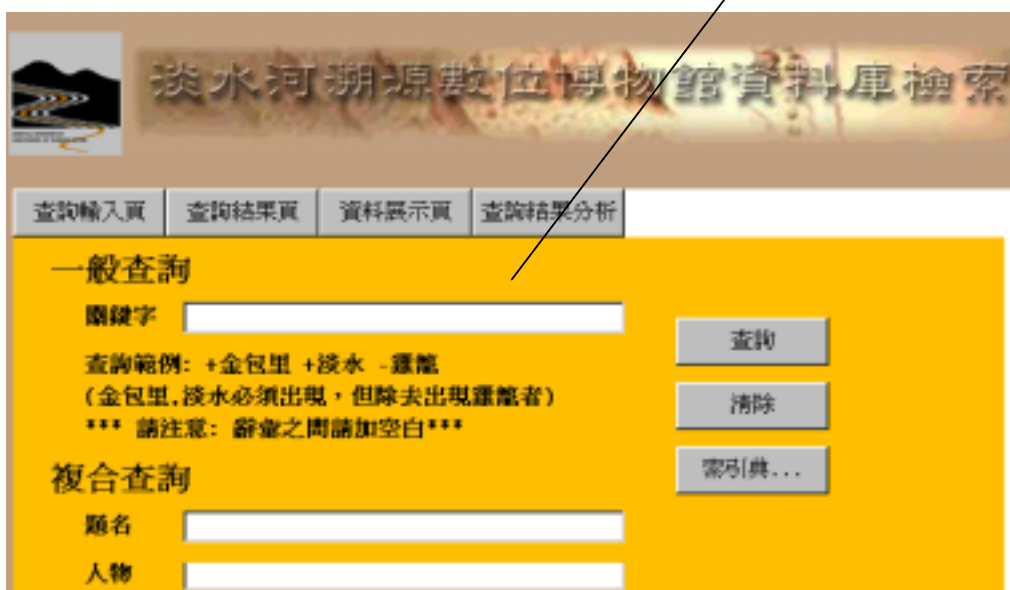 淡水河溯源數位博物館資料庫檢索
查詢輸入頁 查詢結果頁 資料展示頁 查詢結果分析
一般查詢
關鍵字
查詢
查詢範例: +金包里 +淡水 -雞籠
(金包里,淡水必須出現，但除去出現雞籠者)
清除
*** 請注意: 辭彙之間請加空白***
索引典...
複合查詢
題名
人物